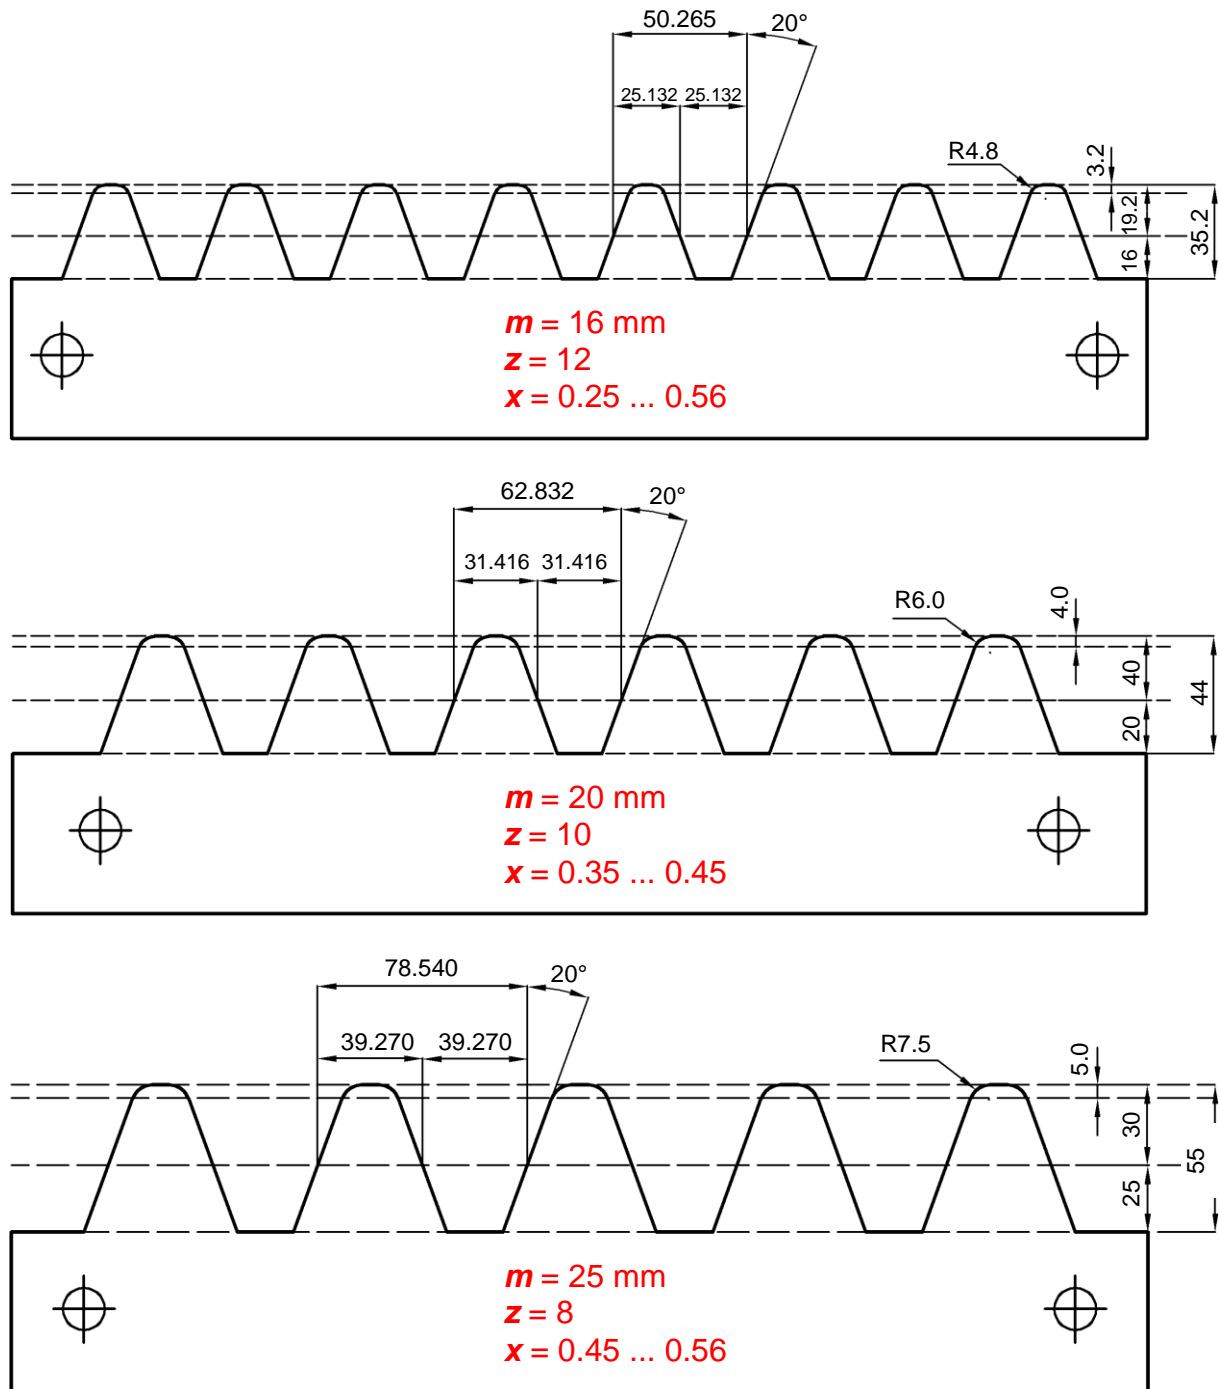 50.265
20°
25.132 25.132
R4.8
3.2
19.2
16
35.2
m = 16 mm
z = 12
x = 0.25 ... 0.56
62.832
20°
31.416 31.416
R6.0
4.0
40
20
44
m = 20 mm
z = 10
x = 0.35 ... 0.45
78.540
20°
39.270 39.270
R7.5
5.0
30
25
55
m = 25 mm
z = 8
x = 0.45 ... 0.56